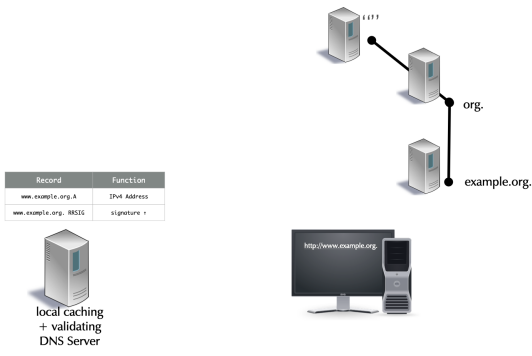 “”
org.
example.org.
Record Function
www.example.org.A IPv4 Address
www.example.org. RRSIG signature ↑
http://www.example.org.
local caching
+ validating
DNS Server